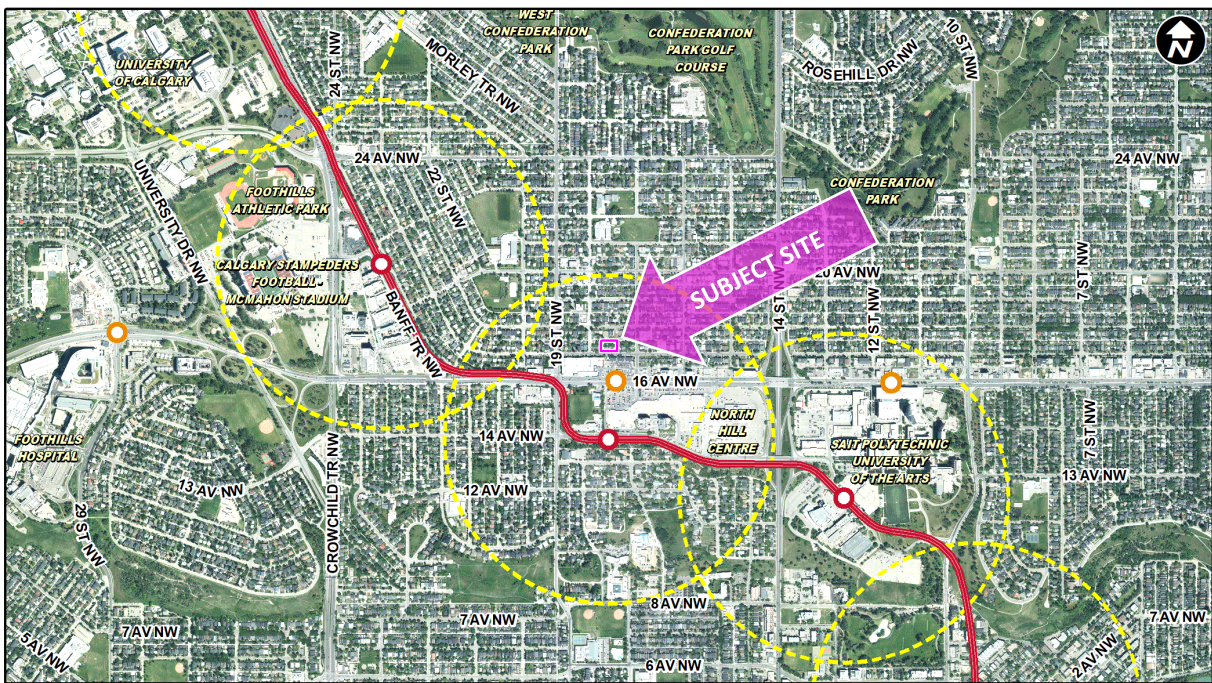 WEST
CONFEDERATION
PARK
CONFEDERATION
PARK GOLF
COURSE
10 ST NW
N
MORLEY TR NW
ROSEHILL DR NW
UNIVERSITY
OF CALGARY
24 ST NW
24 AV NW
24 AV NW
UNIVERSITY DR NW
FOOTHILLS
ATHLETIC PARK
22 ST NW
CONFEDERATION
PARK
SUBJECT SITE
CALGARY STAMPEDERS
FOOTBALL -
MCMAHON STADIUM
20 AV NW
7 ST NW
BANFF TR NW
19 ST NW
14 ST NW
12 ST NW
16 AV NW
FOOTHILLS
HOSPITAL
14 AV NW
NORTH
HILL
CENTRE
SAIT POLYTECHNIC
UNIVERSITY
OF THE ARTS
7 ST NW
13 AV NW
13 AV NW
12 AV NW
CROWCHILD TR NW
29 ST NW
8 AV NW
7 AV NW
7 AV NW
7 AV NW
5 AV NW
6 AV NW
2 AV NW